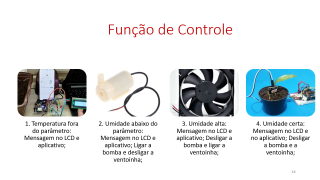 Função de Controle
1. Temperatura fora
do parâmetro:
Mensagem no LCD e
aplicativo;
2. Umidade abaixo do
parâmetro:
Mensagem no LCD e
aplicativo; Ligar a
bomba e desligar a
ventoinha;
3. Umidade alta:
Mensagem no LCD e
aplicativo; Desligar a
bomba e ligar a
ventoinha;
4. Umidade certa:
Mensagem no LCD e
no aplicativo; Desligar
a bomba e a
ventoinha;